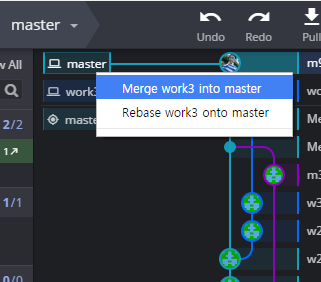 master
Undo
Redo
Pull
w All
master
m9
Merge work3 into master
work3
wo
Rebase work3 onto master
2/2
maste
Me
1
Me
m3
1/1
w3
w2
w2
0/0